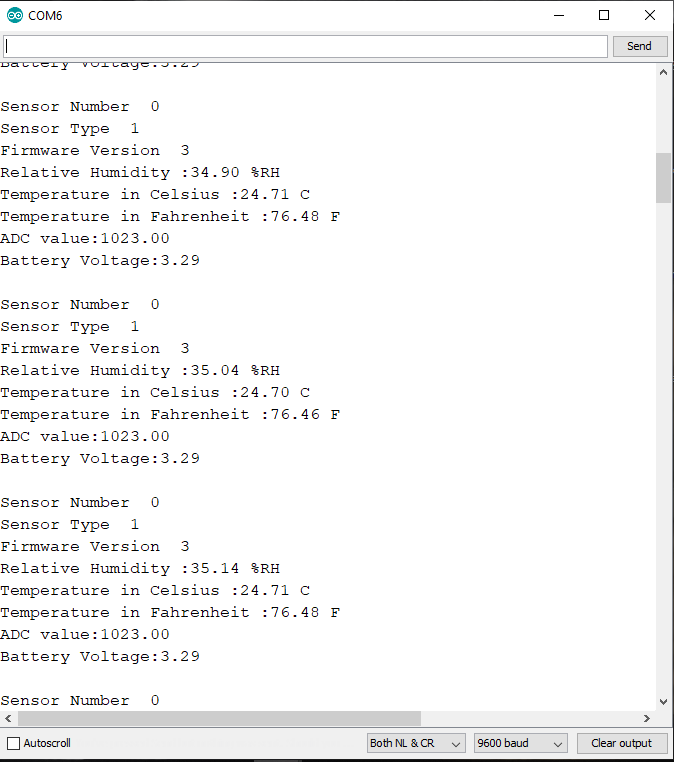 COM6
Send
Battery Voltage:3.29
Sensor Number  0
Sensor Type  1
Firmware Version  3
Relative Humidity :34.90 %RH
Temperature in Celsius :24.71 C
Temperature in Fahrenheit :76.48 F
ADC value:1023.00
Battery Voltage:3.29
Sensor Number  0
Sensor Type  1
Firmware Version  3
Relative Humidity :35.04 %RH
Temperature in Celsius :24.70 C
Temperature in Fahrenheit :76.46 F
ADC value:1023.00
Battery Voltage:3.29
Sensor Number  0
Sensor Type  1
Firmware Version  3
Relative Humidity :35.14 %RH
Temperature in Celsius :24.71 C
Temperature in Fahrenheit :76.48 F
ADC value:1023.00
Battery Voltage:3.29
Sensor Number  0
Autoscroll
Both NL & CR
9600 baud
Clear output